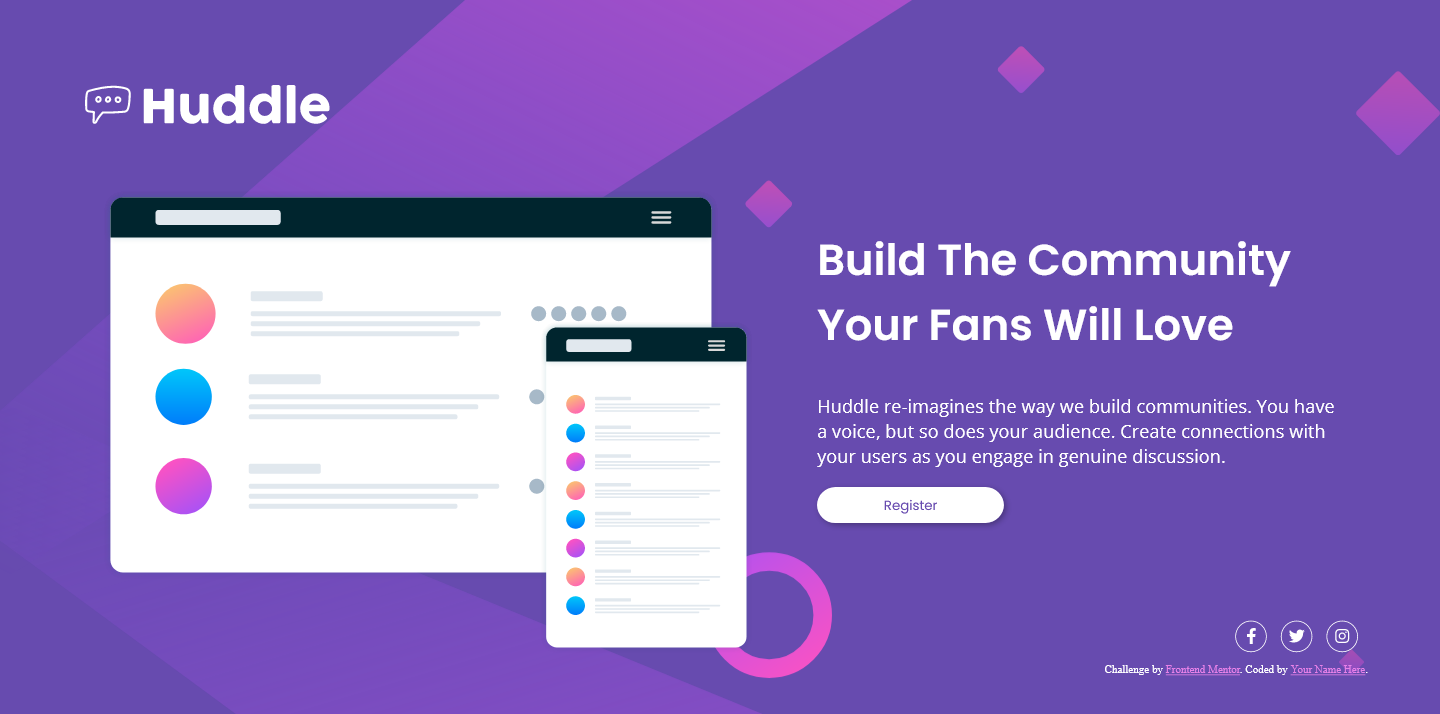 Huddle
Build The Community
Your Fans Will Love
Huddle re-imagines the way we build communities. You have
a voice, but so does your audience. Create connections with
your users as you engage in genuine discussion.
Register
Challenge by Frontend Mentor. Coded by Your Name Here.